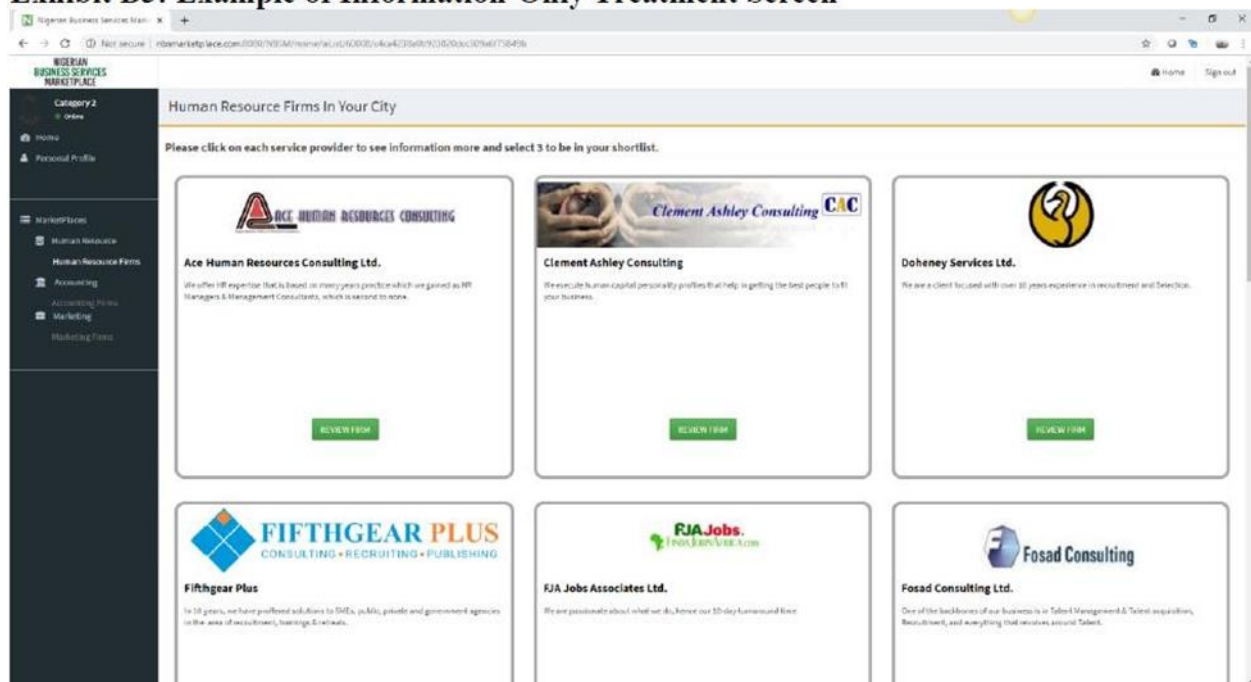 Exhibit B3: Example of Information-Only Treatment Screen
Nigerian Business Services Mark
Not secure
nbsmarketplace.com:8080/NBSM/
NIGERIAN
BUSINESS SERVICES
MARKETPLACE
Home
Sign out
Category 2
Online
Home
Personal Profile
MarketPlaces
Human Resource
Human Resource Firms
Accounting
Accounting Firms
Marketing
Marketing Firms
Human Resource Firms In Your City
Please click on each service provider to see information more and select 3 to be in your shortlist.
ACE HUMAN RESOURCES CONSULTING
Ace Human Resources Consulting Ltd.
We offer HR expertise that is based on many years practice which we gained as HR
Managers & Management Consultants, which is second to none.
REVIEW FIRM
Clement Ashley Consulting CAC
Clement Ashley Consulting
We execute human capital personality profiles that help in getting the best people to fit
your business.
REVIEW FIRM
Doheney Services Ltd.
We are a client focused with over 10 years experience in recruitment and Selection.
REVIEW FIRM
FIFTHGEAR PLUS
CONSULTING • RECRUITING • PUBLISHING
Fifthgear Plus
In 10 years, we have proffered solutions to SMEs, public, private and government agencies
in the area of recruitment, trainings & retreats.
FJA Jobs.
FINDAJOBINAFRICA.COM
FJA Jobs Associates Ltd.
We are passionate about what we do, hence our 10-day turnaround time
Fosad Consulting
Fosad Consulting Ltd.
One of the backbones of our business is in Talent Management & Talent acquisition,
Recruitment, and everything that revolves around Talent.